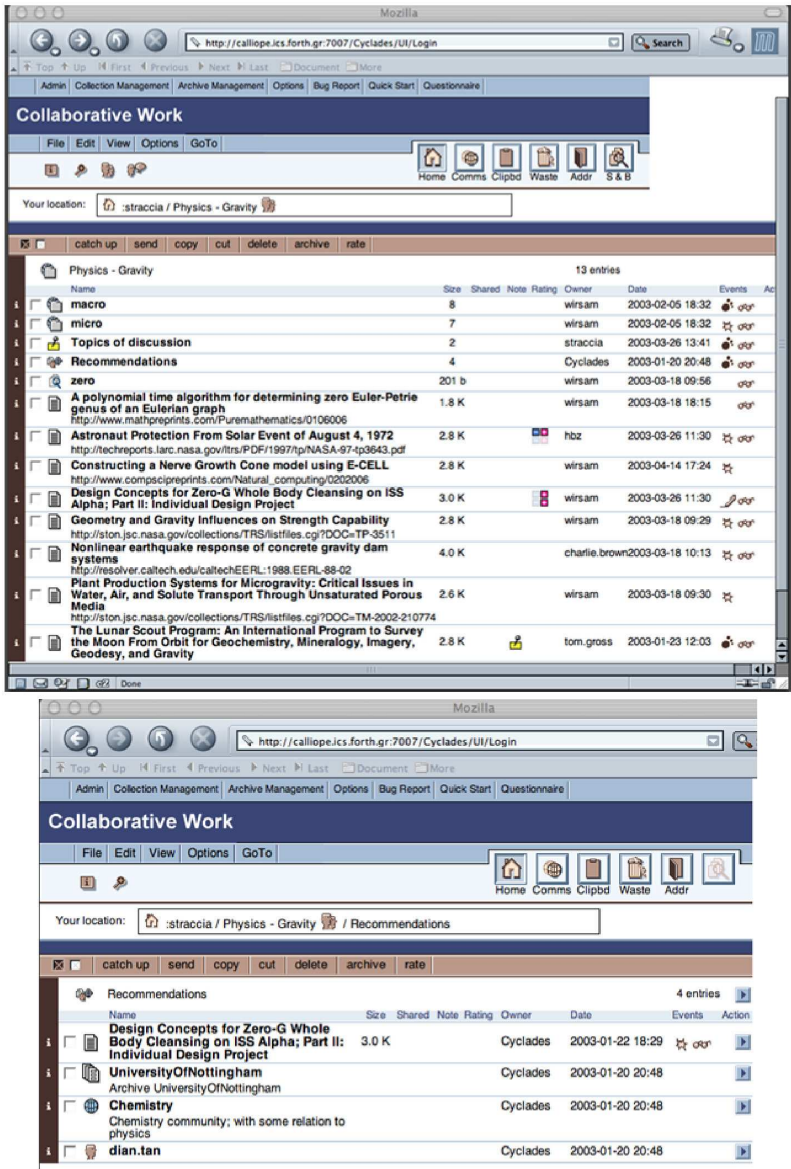 Mozilla
http://calliope.ics.forth.gr:7007/Cyclades/UI/Login Search
Top Up First Previous Next Last Document More
Admin Collection Management Archive Management Options Bug Report Quick Start Questionnaire
Collaborative Work
File Edit View Options GoTo
Home Comms Clipbd Waste Addr S & B
Your location: :straccia / Physics - Gravity
catch up send copy cut delete archive rate
Physics - Gravity 13 entries
Name Size Shared Note Rating Owner Date Events Ac
macro 8 wirsam 2003-02-05 18:32
micro 7 wirsam 2003-02-05 18:32
Topics of discussion 2 straccia 2003-03-26 13:41
Recommendations 4 Cyclades 2003-01-20 20:48
zero 201 b wirsam 2003-03-18 09:56
A polynomial time algorithm for determining zero Euler-Petrie
genus of an Eulerian graph 1.8 K wirsam 2003-03-18 18:15
http://www.mathpreprints.com/Puremathematics/0106006
Astronaut Protection From Solar Event of August 4, 1972 2.8 K hbz 2003-03-26 11:30
http://techreports.larc.nasa.gov/ltrs/PDF/1997/tp/NASA-97-tp3643.pdf
Constructing a Nerve Growth Cone model using E-CELL 2.8 K wirsam 2003-04-14 17:24
http://www.compscipreprints.com/Natural_computing/0202006
Design Concepts for Zero-G Whole Body Cleansing on ISS
Alpha; Part II: Individual Design Project 3.0 K wirsam 2003-03-26 11:30
Geometry and Gravity Influences on Strength Capability 2.8 K wirsam 2003-03-18 09:29
http://ston.jsc.nasa.gov/collections/TRS/listfiles.cgi?DOC=TP-3511
Nonlinear earthquake response of concrete gravity dam
systems 4.0 K charlie.brown 2003-03-18 10:13
http://resolver.caltech.edu/caltechEERL:1988.EERL-88-02
Plant Production Systems for Microgravity: Critical Issues in
Water, Air, and Solute Transport Through Unsaturated Porous
Media 2.6 K wirsam 2003-03-18 09:30
http://ston.jsc.nasa.gov/collections/TRS/listfiles.cgi?DOC=TM-2002-210774
The Lunar Scout Program: An International Program to Survey
the Moon From Orbit for Geochemistry, Mineralogy, Imagery,
Geodesy, and Gravity 2.8 K tom.gross 2003-01-23 12:03
Done
Mozilla
http://calliope.ics.forth.gr:7007/Cyclades/UI/Login
Top Up First Previous Next Last Document More
Admin Collection Management Archive Management Options Bug Report Quick Start Questionnaire
Collaborative Work
File Edit View Options GoTo
Home Comms Clipbd Waste Addr
Your location: :straccia / Physics - Gravity / Recommendations
catch up send copy cut delete archive rate
Recommendations 4 entries
Name Size Shared Note Rating Owner Date Events Action
Design Concepts for Zero-G Whole
Body Cleansing on ISS Alpha; Part II: 3.0 K Cyclades 2003-01-22 18:29
Individual Design Project
UniversityOfNottingham Cyclades 2003-01-20 20:48
Archive UniversityOfNottingham
Chemistry Cyclades 2003-01-20 20:48
Chemistry community; with some relation to
physics
dian.tan Cyclades 2003-01-20 20:48